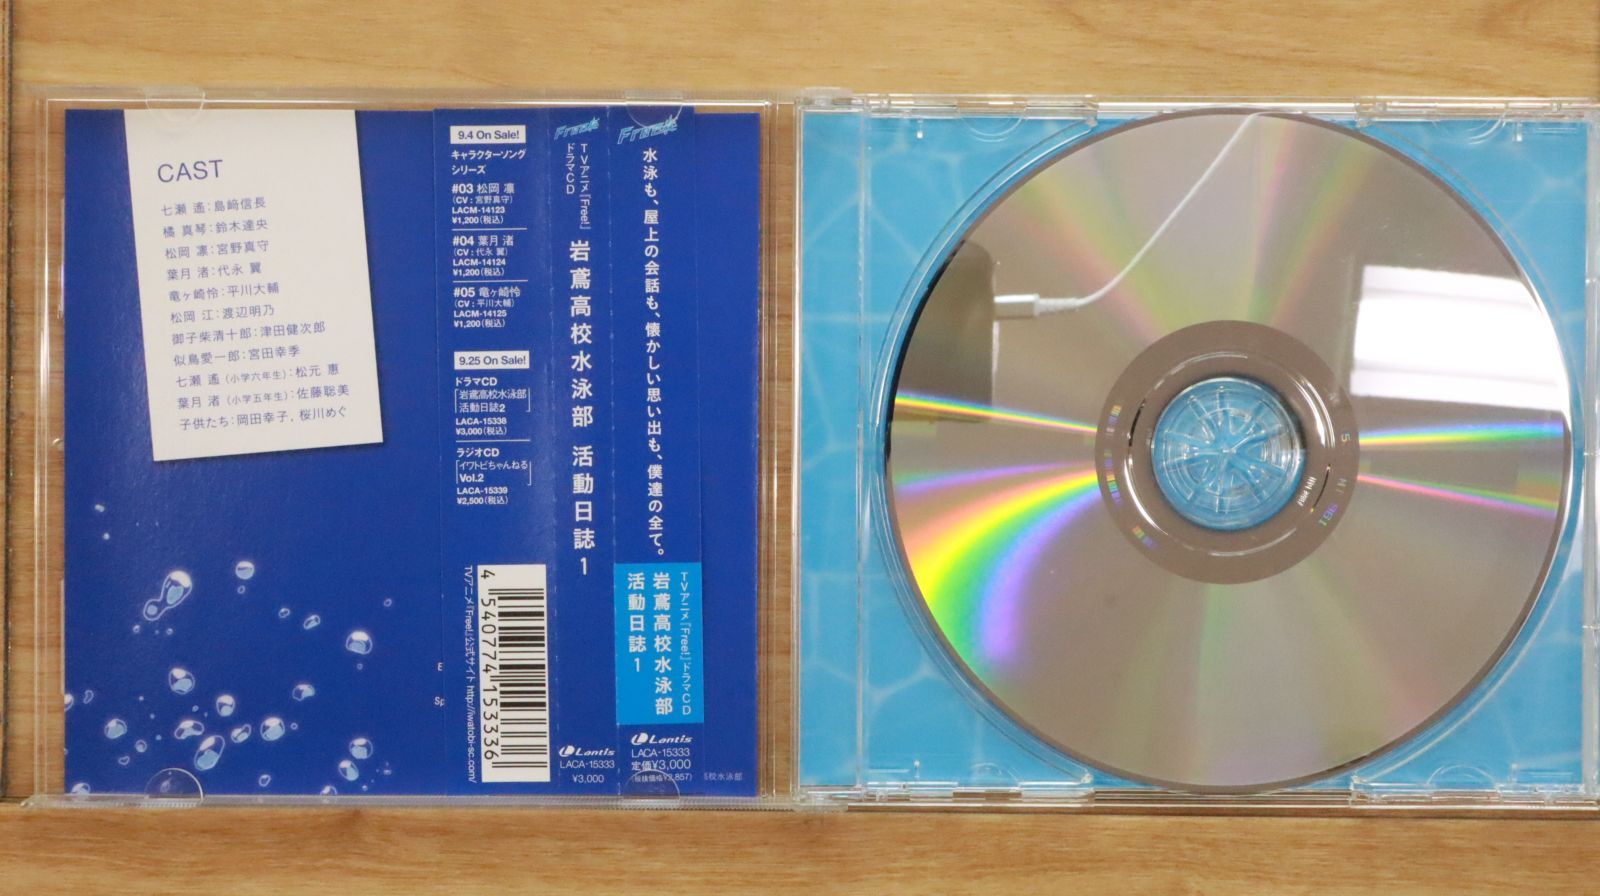 CAST
七瀬 遙：島﨑信長
橘 真琴：鈴木達央
松岡 凛：宮野真守
葉月 渚：代永 翼
竜ヶ崎怜：平川大輔
松岡 江：渡辺明乃
御子柴清十郎：津田健次郎
似鳥愛一郎：宮田幸季
七瀬 遙（小学六年生）：松元 惠
葉月 渚（小学五年生）：佐藤聡美
子供たち：岡田幸子，桜川めぐ
9.4 On Sale!
キャラクターソング
シリーズ
#03 松岡 凛
(CV：宮野真守)
LACM-14123
¥1,200(税込)
#04 葉月 渚
(CV：代永 翼)
LACM-14124
¥1,200(税込)
#05 竜ヶ崎怜
(CV：平川大輔)
LACM-14125
¥1,200(税込)
9.25 On Sale!
ドラマCD
「岩鳶高校水泳部
活動日誌2」
LACA-15338
¥3,000(税込)
ラジオCD
「イワトビちゃんねる
Vol.2」
LACA-15339
¥2,500(税込)
TVアニメ『Free!』公式サイト http://iwatobi-sc.com/
4540774153336
Free!
TVアニメ『Free!』
ドラマCD
岩鳶高校水泳部 活動日誌 1
Lantis
LACA-15333
¥3,000
Free!
水泳も、屋上の会話も、懐かしい思い出も、僕達の全て。
TVアニメ『Free!』ドラマCD
岩鳶高校水泳部
活動日誌 1
Lantis
LACA-15333
定価¥3,000
(税抜価格¥2,857)
高校水泳部